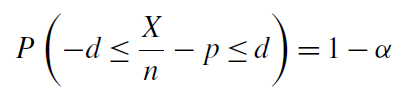 P(−d ≤ X/n − p ≤ d) = 1 − α